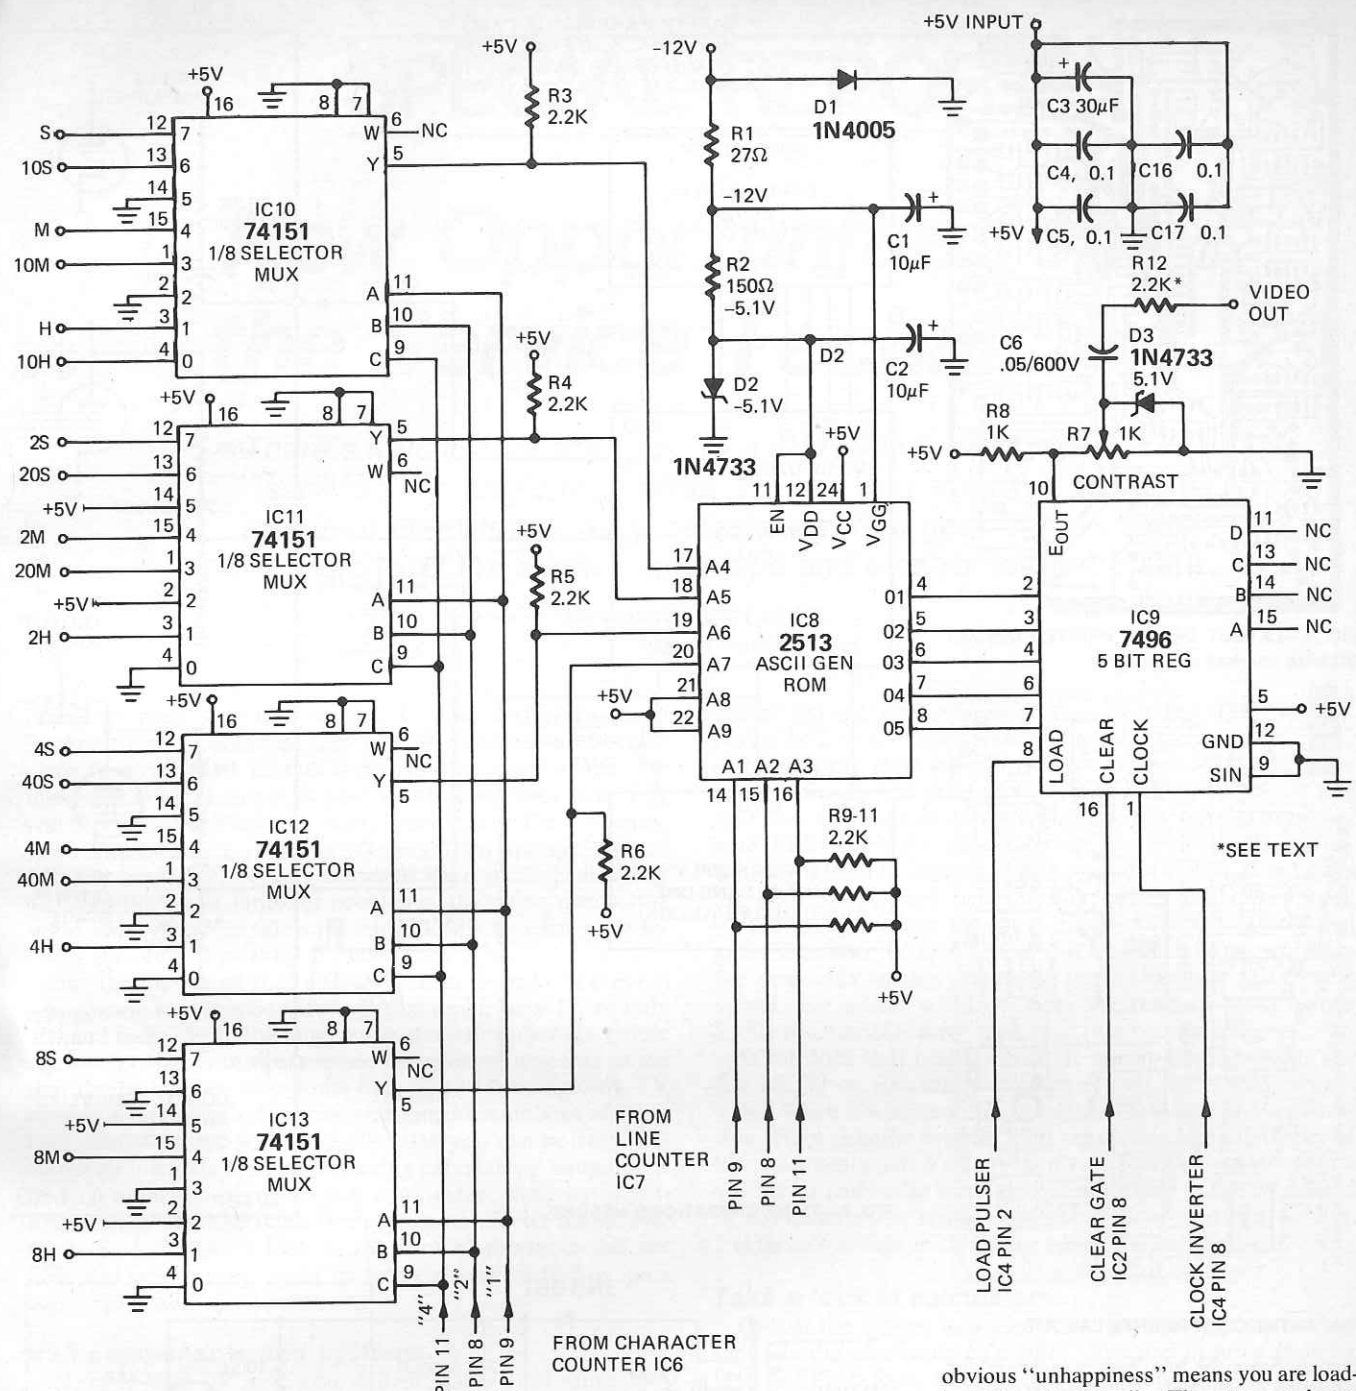 +5V INPUT
+5V
-12V
+
C3 30µF
D1
1N4005
R3
2.2K
R1
27Ω
C4, 0.1
C16 0.1
C5, 0.1
C17 0.1
+5V
-12V
+
C1
10µF
R2
150Ω
-5.1V
R12
2.2K*
VIDEO
OUT
D2
-5.1V
1N4733
D2
+
C2
10µF
C6
.05/600V
D3
1N4733
5.1V
R8
1K
R7 1K
+5V
CONTRAST
+5V
16 8 7
S 12 7
10S 13 6
14 5
M 15 4
10M 1 3
2 2
H 3 1
10H 4 0
IC10
74151
1/8 SELECTOR
MUX
W 6 NC
Y 5
A 11
B 10
C 9
+5V
R4
2.2K
+5V
16 8 7
2S 12 7
20S 13 6
+5V 14 5
2M 15 4
20M 1 3
+5V 2 2
2H 3 1
4 0
IC11
74151
1/8 SELECTOR
MUX
Y 5
W 6
NC
A 11
B 10
C 9
+5V
R5
2.2K
+5V
16 8 7
4S 12 7
40S 13 6
14 5
4M 15 4
40M 1 3
2 2
4H 3 1
4 0
IC12
74151
1/8 SELECTOR
MUX
W 6
NC
Y
5
A 11
B 10
C 9
R6
2.2K
+5V
+5V
16 8 7
8S 12 7
13 6
+5V 14 5
8M 15 4
1 3
+5V 2 2
8H 3 1
4 0
IC13
74151
1/8 SELECTOR
MUX
W 6
NC
Y
5
A 11
B 10
C 9
"4" "2" "1"
PIN 11 PIN 8 PIN 9
FROM CHARACTER
COUNTER IC6
+5V
11 12 24 1
EN VDD VCC VGG
17 A4
18 A5
19 A6
20 A7
+5V
21 A8
22 A9
IC8
2513
ASCII GEN
ROM
01 4
02 5
03 6
04 7
05 8
A1 A2 A3
14 15 16
R9-11
2.2K
+5V
FROM
LINE
COUNTER
IC7
PIN 9
PIN 8
PIN 11
10
EOUT
2
3
4
6
7
8
IC9
7496
5 BIT REG
D 11 NC
C 13 NC
B 14 NC
A 15 NC
5 +5V
GND 12
SIN 9
LOAD CLEAR CLOCK
16 1
*SEE TEXT
LOAD PULSER
IC4 PIN 2
CLEAR GATE
IC2 PIN 8
CLOCK INVERTER
IC4 PIN 8
obvious "unhappiness" means you are load-